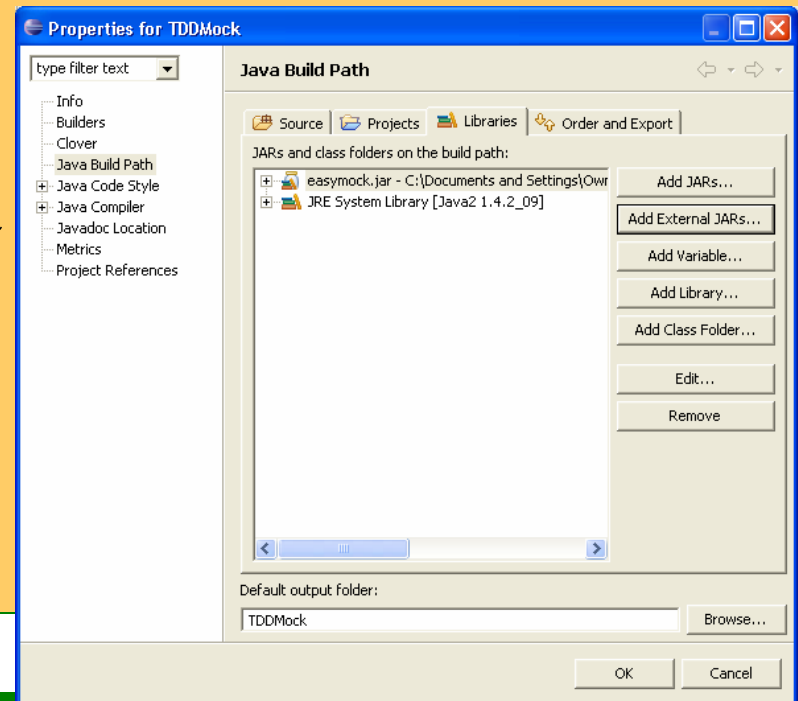 Properties for TDDMock
type filter text
Info
Builders
Clover
Java Build Path
Java Code Style
Java Compiler
Javadoc Location
Metrics
Project References
Java Build Path
Source
Projects
Libraries
Order and Export
JARs and class folders on the build path:
easymock.jar - C:\Documents and Settings\Owr
JRE System Library [Java2 1.4.2_09]
Add JARs...
Add External JARs...
Add Variable...
Add Library...
Add Class Folder...
Edit...
Remove
Default output folder:
TDDMock
Browse...
OK
Cancel